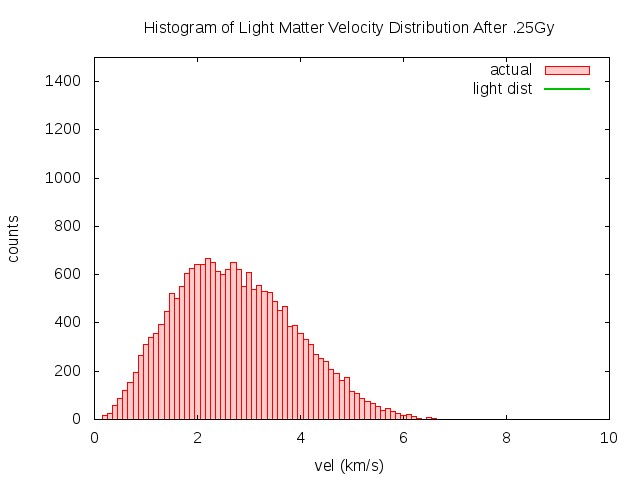 Histogram of Light Matter Velocity Distribution After .25Gy
actual
light dist
1400
1200
1000
800
600
400
200
0
counts
0 2 4 6 8 10
vel (km/s)